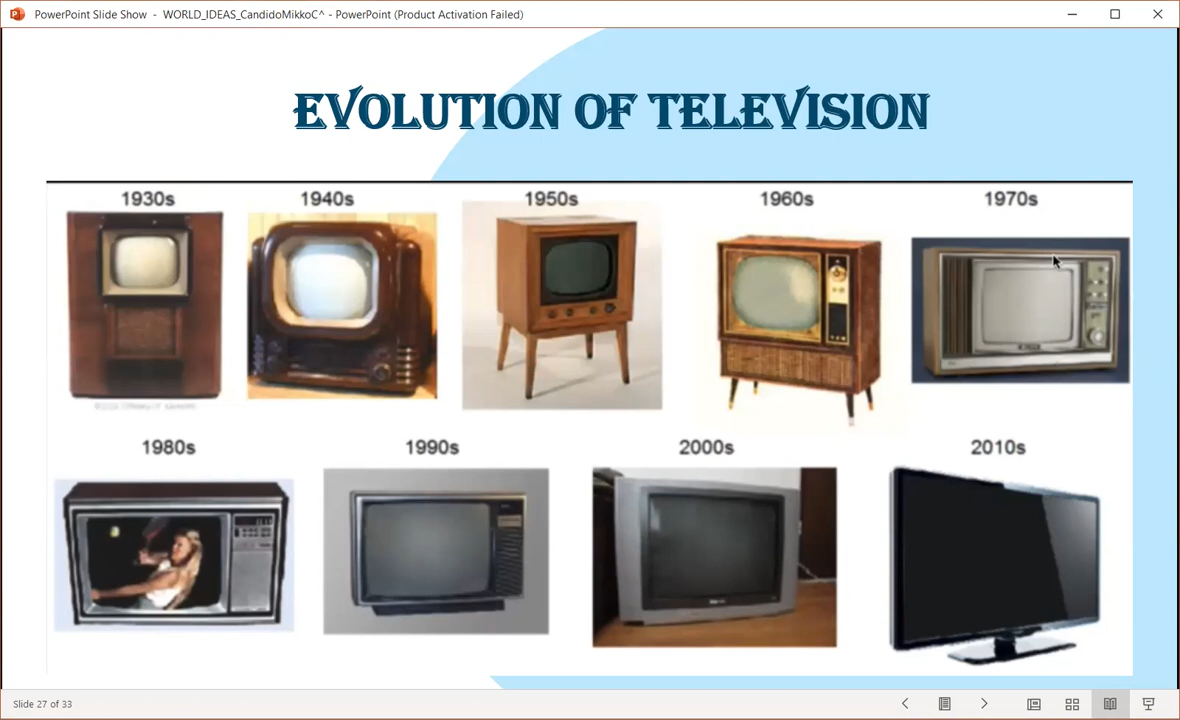 PowerPoint Slide Show - WORLD_IDEAS_CandidoMikkoC^ - PowerPoint (Product Activation Failed)
EVOLUTION OF TELEVISION
1930s 1940s 1950s 1960s 1970s
1980s 1990s 2000s 2010s
Slide 27 of 33